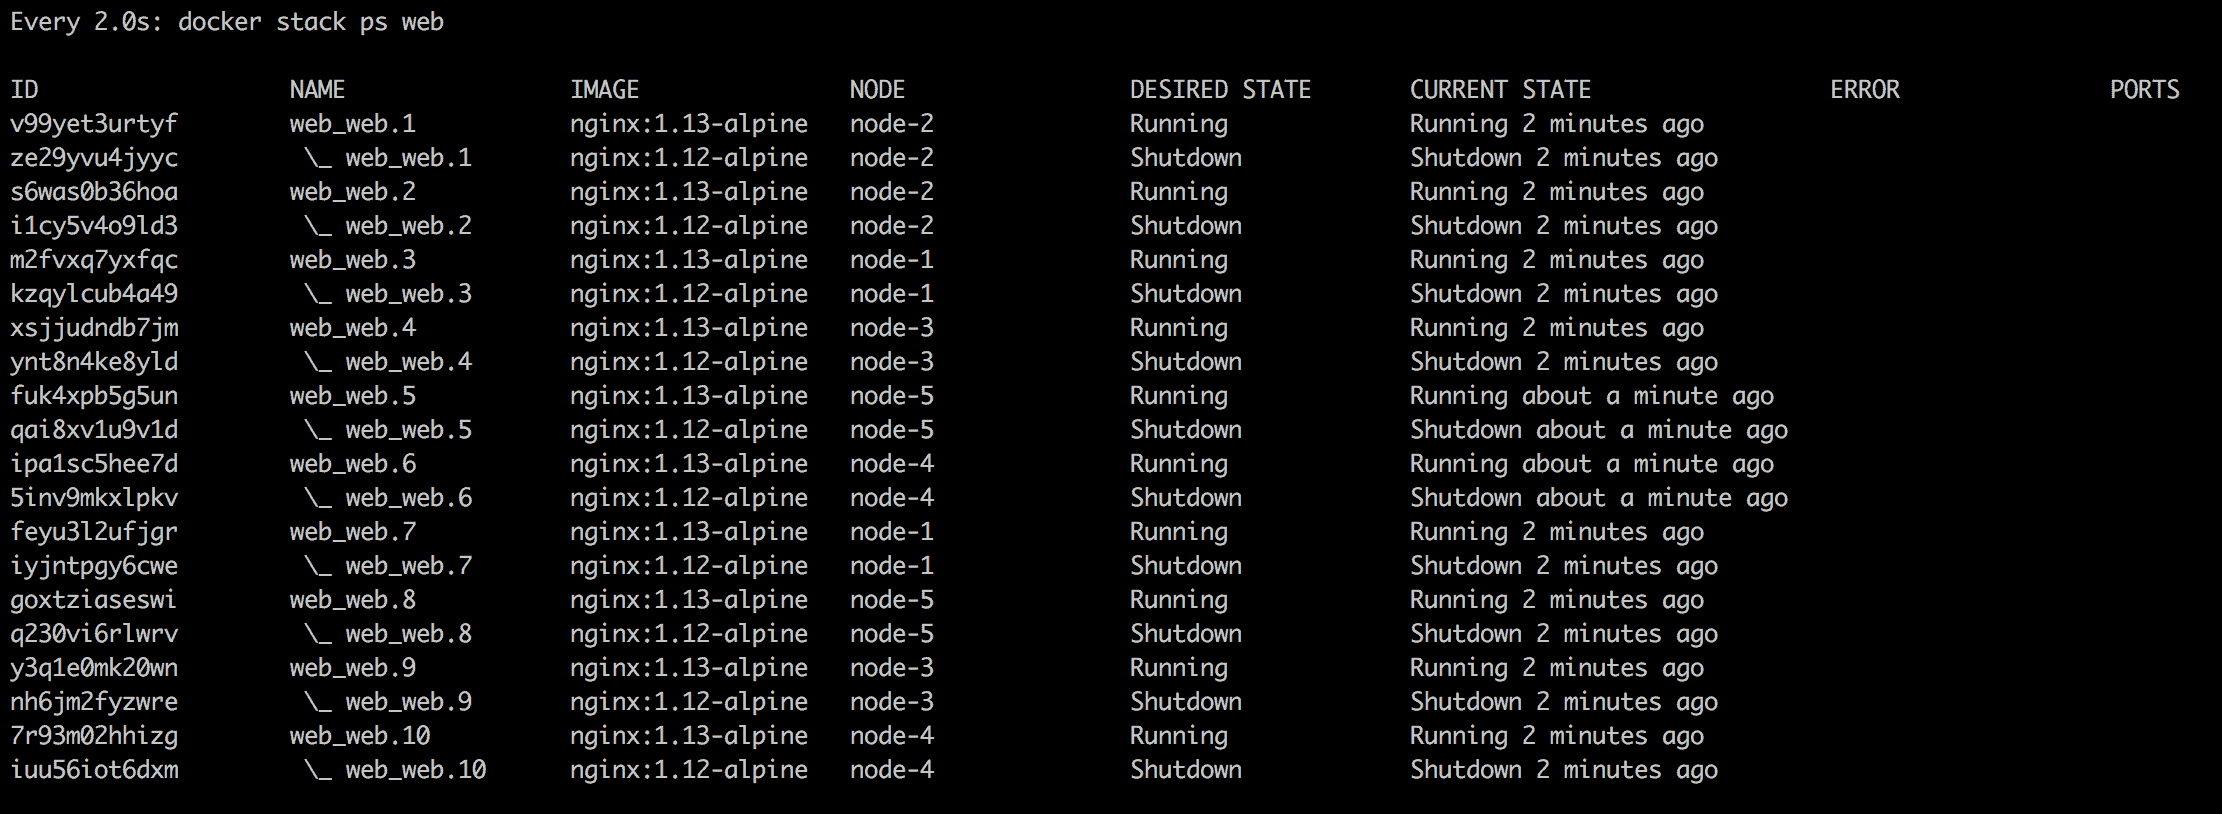 Every 2.0s: docker stack ps web
ID NAME IMAGE NODE DESIRED STATE CURRENT STATE ERROR PORTS
v99yet3urtyf web_web.1 nginx:1.13-alpine node-2 Running Running 2 minutes ago
ze29yvu4jyyc \_ web_web.1 nginx:1.12-alpine node-2 Shutdown Shutdown 2 minutes ago
s6was0b36hoa web_web.2 nginx:1.13-alpine node-2 Running Running 2 minutes ago
i1cy5v4o9ld3 \_ web_web.2 nginx:1.12-alpine node-2 Shutdown Shutdown 2 minutes ago
m2fvxq7yxfqc web_web.3 nginx:1.13-alpine node-1 Running Running 2 minutes ago
kzqylcub4a49 \_ web_web.3 nginx:1.12-alpine node-1 Shutdown Shutdown 2 minutes ago
xsjjudndb7jm web_web.4 nginx:1.13-alpine node-3 Running Running 2 minutes ago
ynt8n4ke8yld \_ web_web.4 nginx:1.12-alpine node-3 Shutdown Shutdown 2 minutes ago
fuk4xpb5g5un web_web.5 nginx:1.13-alpine node-5 Running Running about a minute ago
qai8xv1u9v1d \_ web_web.5 nginx:1.12-alpine node-5 Shutdown Shutdown about a minute ago
ipa1sc5hee7d web_web.6 nginx:1.13-alpine node-4 Running Running about a minute ago
5inv9mkxlpkv \_ web_web.6 nginx:1.12-alpine node-4 Shutdown Shutdown about a minute ago
feyu3l2ufjgr web_web.7 nginx:1.13-alpine node-1 Running Running 2 minutes ago
iyjntpgy6cwe \_ web_web.7 nginx:1.12-alpine node-1 Shutdown Shutdown 2 minutes ago
goxtziaseswi web_web.8 nginx:1.13-alpine node-5 Running Running 2 minutes ago
q230vi6rlwrv \_ web_web.8 nginx:1.12-alpine node-5 Shutdown Shutdown 2 minutes ago
y3q1e0mk20wn web_web.9 nginx:1.13-alpine node-3 Running Running 2 minutes ago
nh6jm2fyzwre \_ web_web.9 nginx:1.12-alpine node-3 Shutdown Shutdown 2 minutes ago
7r93m02hhizg web_web.10 nginx:1.13-alpine node-4 Running Running 2 minutes ago
iuu56iot6dxm \_ web_web.10 nginx:1.12-alpine node-4 Shutdown Shutdown 2 minutes ago